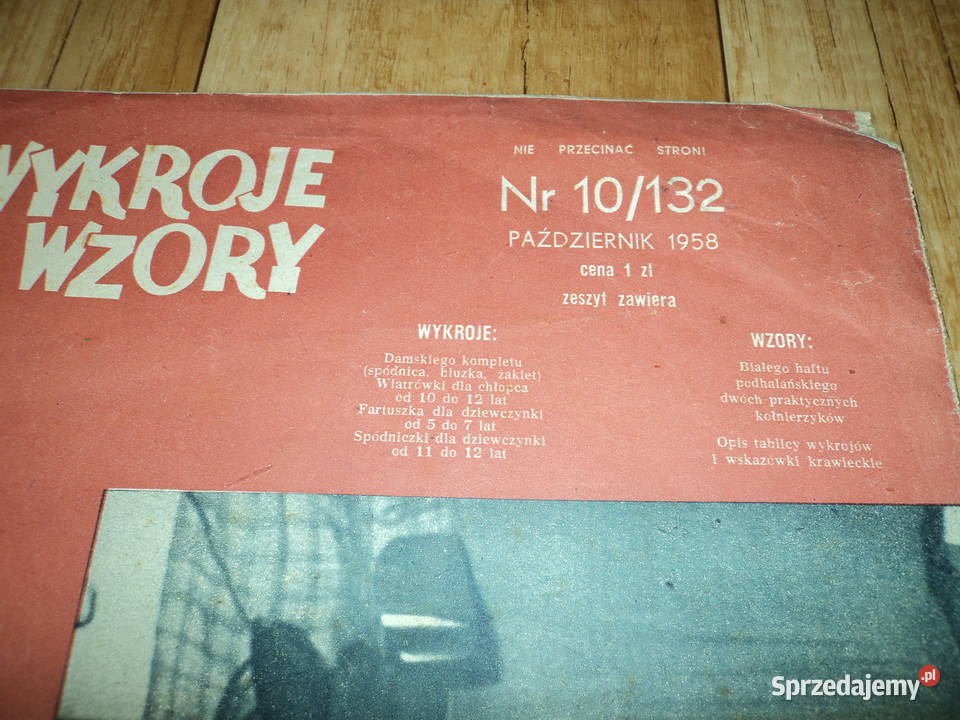 WYKROJE
WZORY
NIE PRZECINAĆ STRON!
Nr 10/132
PAŹDZIERNIK 1958
cena 1 zł
zeszyt zawiera
WYKROJE:
Damskiego kompletu
(spódnica, bluzka, żakiet)
Wiatrówki dla chłopca
od 10 do 12 lat
Fartuszka dla dziewczynki
od 5 do 7 lat
Spódniczki dla dziewczynki
od 11 do 12 lat
WZORY:
Białego haftu
podhalańskiego
dwóch praktycznych
kołnierzyków
Opis tablicy wykrojów
i wskazówki krawieckie
Sprzedajemy.pl